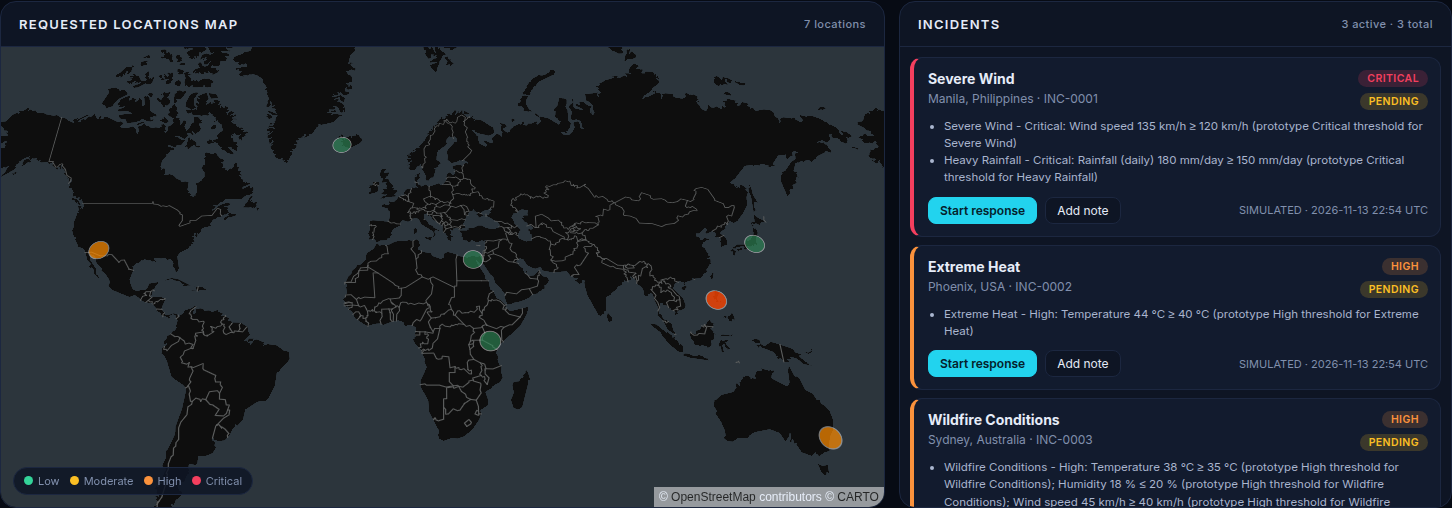 REQUESTED LOCATIONS MAP
7 locations
Low
Moderate
High
Critical
© OpenStreetMap contributors © CARTO
INCIDENTS
3 active · 3 total
Severe Wind
CRITICAL
Manila, Philippines · INC-0001
PENDING
• Severe Wind - Critical: Wind speed 135 km/h ≥ 120 km/h (prototype Critical threshold for
Severe Wind)
• Heavy Rainfall - Critical: Rainfall (daily) 180 mm/day ≥ 150 mm/day (prototype Critical
threshold for Heavy Rainfall)
Start response
Add note
SIMULATED · 2026-11-13 22:54 UTC
Extreme Heat
HIGH
Phoenix, USA · INC-0002
PENDING
• Extreme Heat - High: Temperature 44 °C ≥ 40 °C (prototype High threshold for Extreme
Heat)
Start response
Add note
SIMULATED · 2026-11-13 22:54 UTC
Wildfire Conditions
HIGH
Sydney, Australia · INC-0003
PENDING
• Wildfire Conditions - High: Temperature 38 °C ≥ 35 °C (prototype High threshold for
Wildfire Conditions); Humidity 18 % ≤ 20 % (prototype High threshold for Wildfire
Conditions); Wind speed 45 km/h ≥ 40 km/h (prototype High threshold for Wildfire